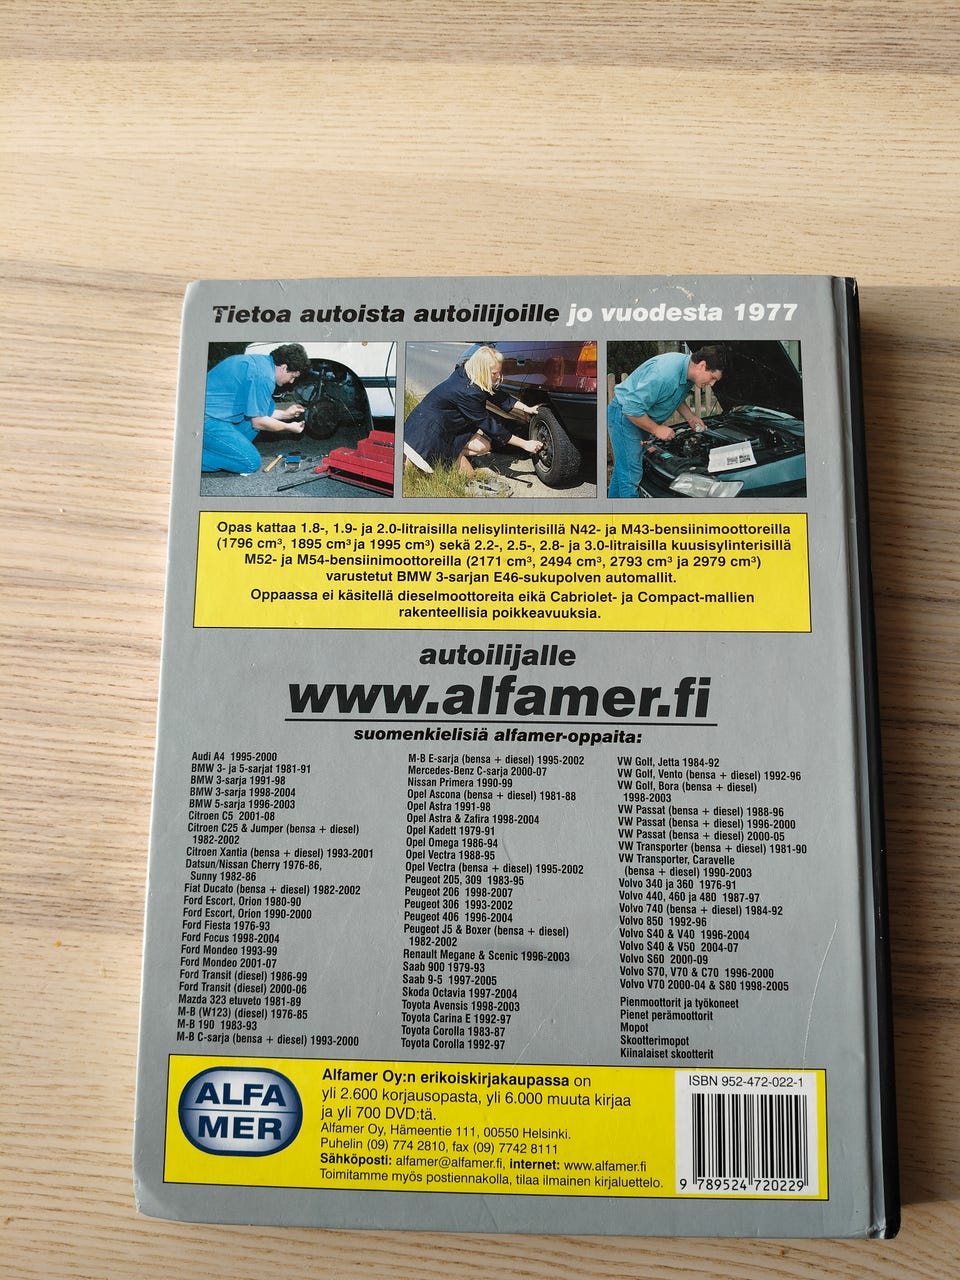 Tietoa autoista autoilijoille jo vuodesta 1977
Opas kattaa 1.8-, 1.9- ja 2.0-litraisilla nelisylinterisillä N42- ja M43-bensiinimoottoreilla
(1796 cm³, 1895 cm³ ja 1995 cm³) sekä 2.2-, 2.5-, 2.8- ja 3.0-litraisilla kuusisylinterisillä
M52- ja M54-bensiinimoottoreilla (2171 cm³, 2494 cm³, 2793 cm³ ja 2979 cm³)
varustetut BMW 3-sarjan E46-sukupolven automallit.
Oppaassa ei käsitellä dieselmoottoreita eikä Cabriolet- ja Compact-mallien
rakenteellisia poikkeavuuksia.
autoilijalle
www.alfamer.fi
suomenkielisiä alfamer-oppaita:
Audi A4 1995-2000
BMW 3- ja 5-sarjat 1981-91
BMW 3-sarja 1991-98
BMW 3-sarja 1998-2004
BMW 5-sarja 1996-2003
Citroen C5 2001-08
Citroen C25 & Jumper (bensa + diesel)
1982-2002
Citroen Xantia (bensa + diesel) 1993-2001
Datsun/Nissan Cherry 1976-86,
Sunny 1982-86
Fiat Ducato (bensa + diesel) 1982-2002
Ford Escort, Orion 1980-90
Ford Escort, Orion 1990-2000
Ford Fiesta 1976-93
Ford Focus 1998-2004
Ford Mondeo 1993-99
Ford Mondeo 2001-07
Ford Transit (diesel) 1986-99
Ford Transit (diesel) 2000-06
Mazda 323 etuveto 1981-89
M-B (W123) (diesel) 1976-85
M-B 190 1983-93
M-B C-sarja (bensa + diesel) 1993-2000
M-B E-sarja (bensa + diesel) 1995-2002
Mercedes-Benz C-sarja 2000-07
Nissan Primera 1990-99
Opel Ascona (bensa + diesel) 1981-88
Opel Astra 1991-98
Opel Astra & Zafira 1998-2004
Opel Kadett 1979-91
Opel Omega 1986-94
Opel Vectra 1988-95
Opel Vectra (bensa + diesel) 1995-2002
Peugeot 205, 309 1983-95
Peugeot 206 1998-2007
Peugeot 306 1993-2002
Peugeot 406 1996-2004
Peugeot J5 & Boxer (bensa + diesel)
1982-2002
Renault Megane & Scenic 1996-2003
Saab 900 1979-93
Saab 9-5 1997-2005
Skoda Octavia 1997-2004
Toyota Avensis 1998-2003
Toyota Carina E 1992-97
Toyota Corolla 1983-87
Toyota Corolla 1992-97
VW Golf, Jetta 1984-92
VW Golf, Vento (bensa + diesel) 1992-96
VW Golf, Bora (bensa + diesel)
1998-2003
VW Passat (bensa + diesel) 1988-96
VW Passat (bensa + diesel) 1996-2000
VW Passat (bensa + diesel) 2000-05
VW Transporter (bensa + diesel) 1981-90
VW Transporter, Caravelle
(bensa + diesel) 1990-2003
Volvo 340 ja 360 1976-91
Volvo 440, 460 ja 480 1987-97
Volvo 740 (bensa + diesel) 1984-92
Volvo 850 1992-96
Volvo S40 & V40 1996-2004
Volvo S40 & V50 2004-07
Volvo S60 2000-09
Volvo S70, V70 & C70 1996-2000
Volvo V70 2000-04 & S80 1998-2005
Pienmoottorit ja työkoneet
Pienet perämoottorit
Mopot
Skootterimopot
Kiinalaiset skootterit
ALFA
MER
Alfamer Oy:n erikoiskirjakaupassa on
yli 2.600 korjausopasta, yli 6.000 muuta kirjaa
ja yli 700 DVD:tä.
Alfamer Oy, Hämeentie 111, 00550 Helsinki.
Puhelin (09) 774 2810, fax (09) 7742 8111
Sähköposti: alfamer@alfamer.fi, internet: www.alfamer.fi
Toimitamme myös postiennakolla, tilaa ilmainen kirjaluettelo.
ISBN 952-472-022-1
9 789524 720229